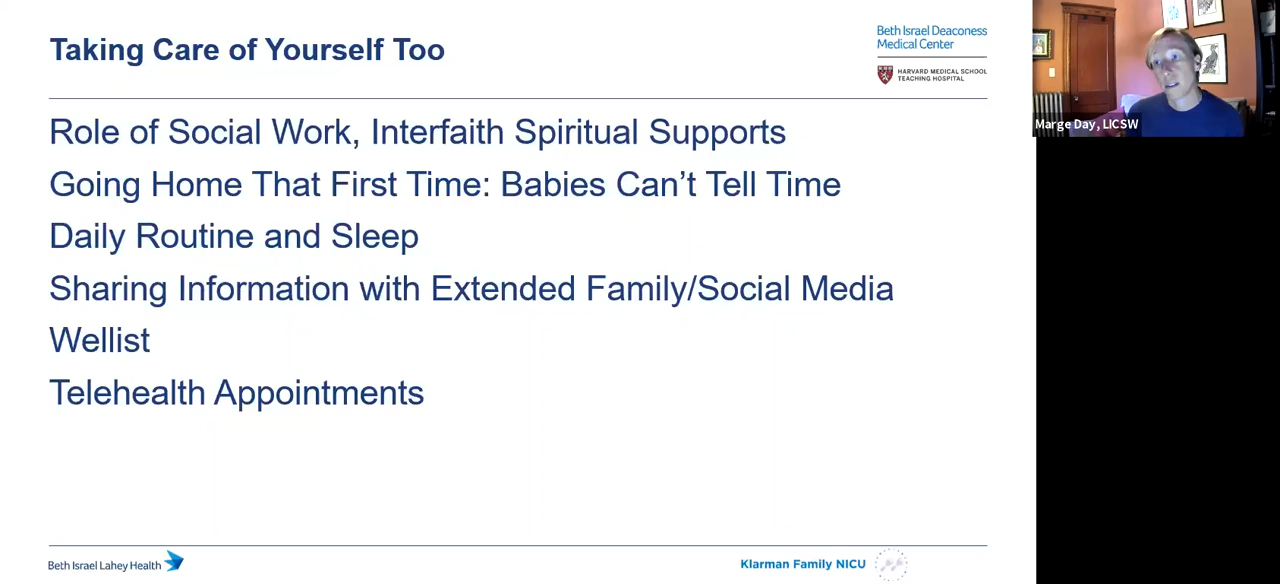 Taking Care of Yourself Too
Beth Israel Deaconess
Medical Center
HARVARD MEDICAL SCHOOL
TEACHING HOSPITAL
Marge Day, LICSW
Role of Social Work, Interfaith Spiritual Supports
Going Home That First Time: Babies Can’t Tell Time
Daily Routine and Sleep
Sharing Information with Extended Family/Social Media
Wellist
Telehealth Appointments
Beth Israel Lahey Health
Klarman Family NICU